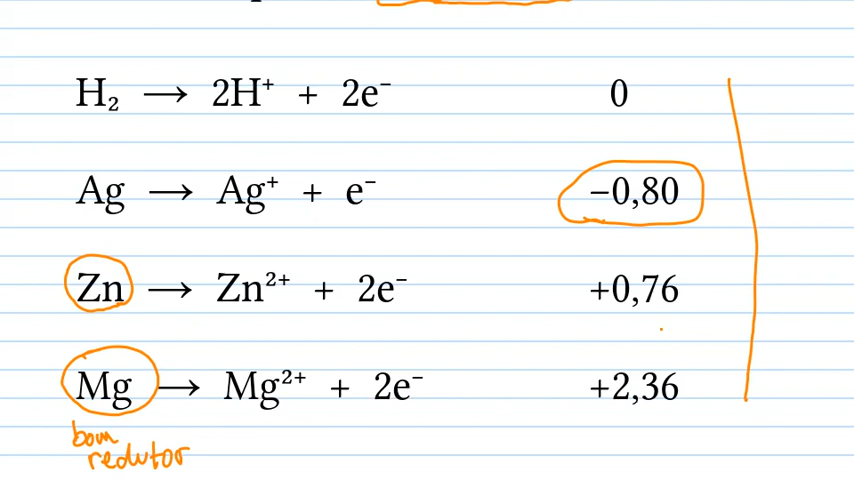 H₂ → 2H⁺ + 2e⁻ 0
Ag → Ag⁺ + e⁻ −0,80
Zn → Zn²⁺ + 2e⁻ +0,76
Mg → Mg²⁺ + 2e⁻ +2,36
bom
redutor